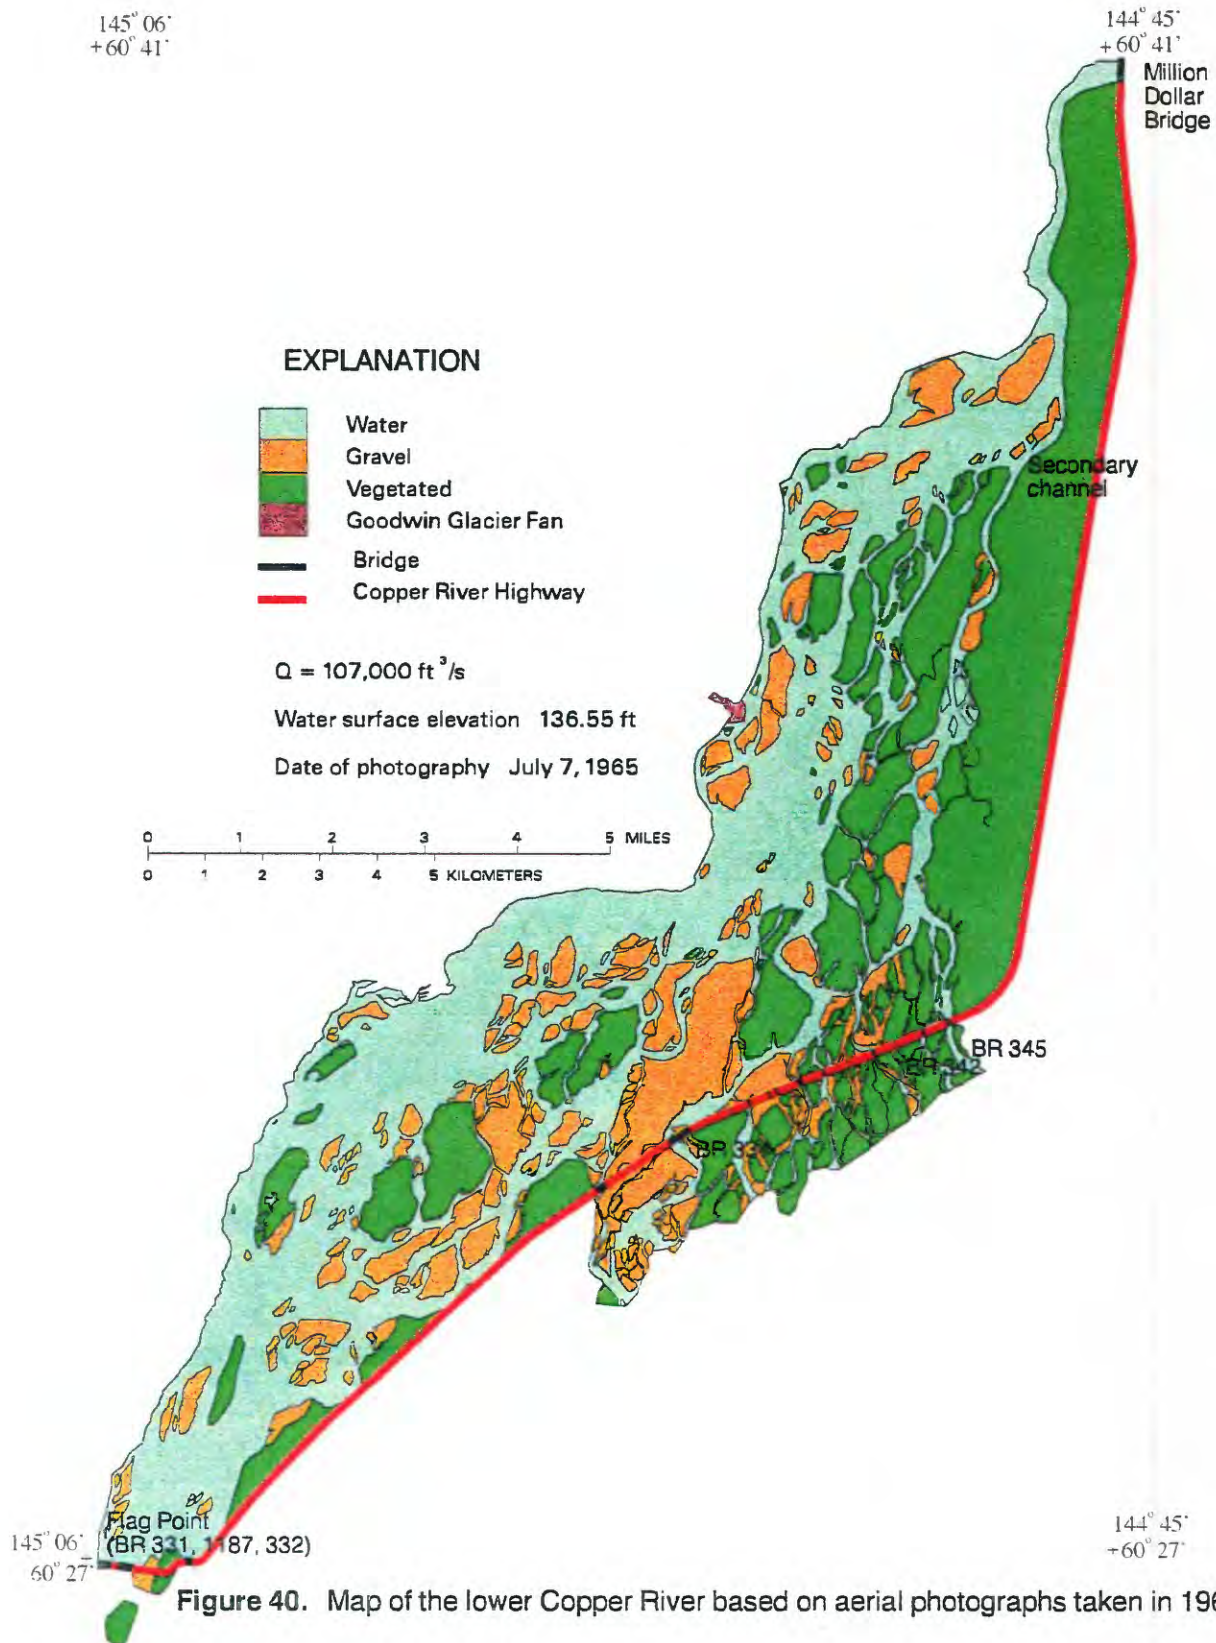 145° 06'
+60° 41'
144° 45'
+60° 41'
Million
Dollar
Bridge
EXPLANATION
Water
Gravel
Vegetated
Goodwin Glacier Fan
Bridge
Copper River Highway
Secondary
channel
Q = 107,000 ft³/s
Water surface elevation 136.55 ft
Date of photography July 7, 1965
0 1 2 3 4 5 MILES
0 1 2 3 4 5 KILOMETERS
BR 345
BR 342
BR
Flag Point
(BR 331, 1187, 332)
145° 06'
60° 27'
144° 45'
+60° 27'
Figure 40. Map of the lower Copper River based on aerial photographs taken in